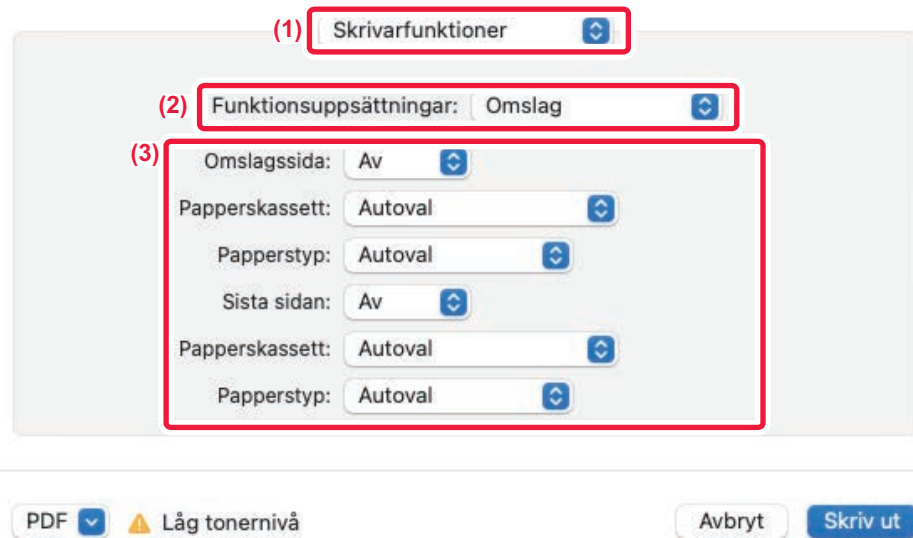 (1) Skrivarfunktioner
(2) Funktionsuppsättningar: Omslag
(3) Omslagssida: Av
Papperskassett: Autoval
Papperstyp: Autoval
Sista sidan: Av
Papperskassett: Autoval
Papperstyp: Autoval
PDF Låg tonernivå Avbryt Skriv ut